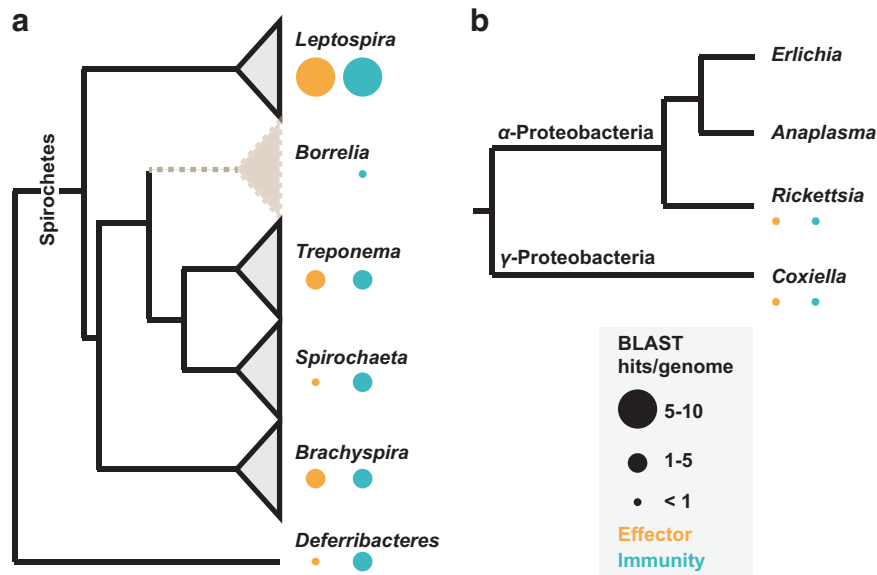 a
Leptospira
Borrelia
Spirochetes
Treponema
Spirochaeta
Brachyspira
Deferribacteres
b
Erlichia
α-Proteobacteria
Anaplasma
Rickettsia
γ-Proteobacteria
Coxiella
BLAST
hits/genome
5-10
1-5
< 1
Effector
Immunity